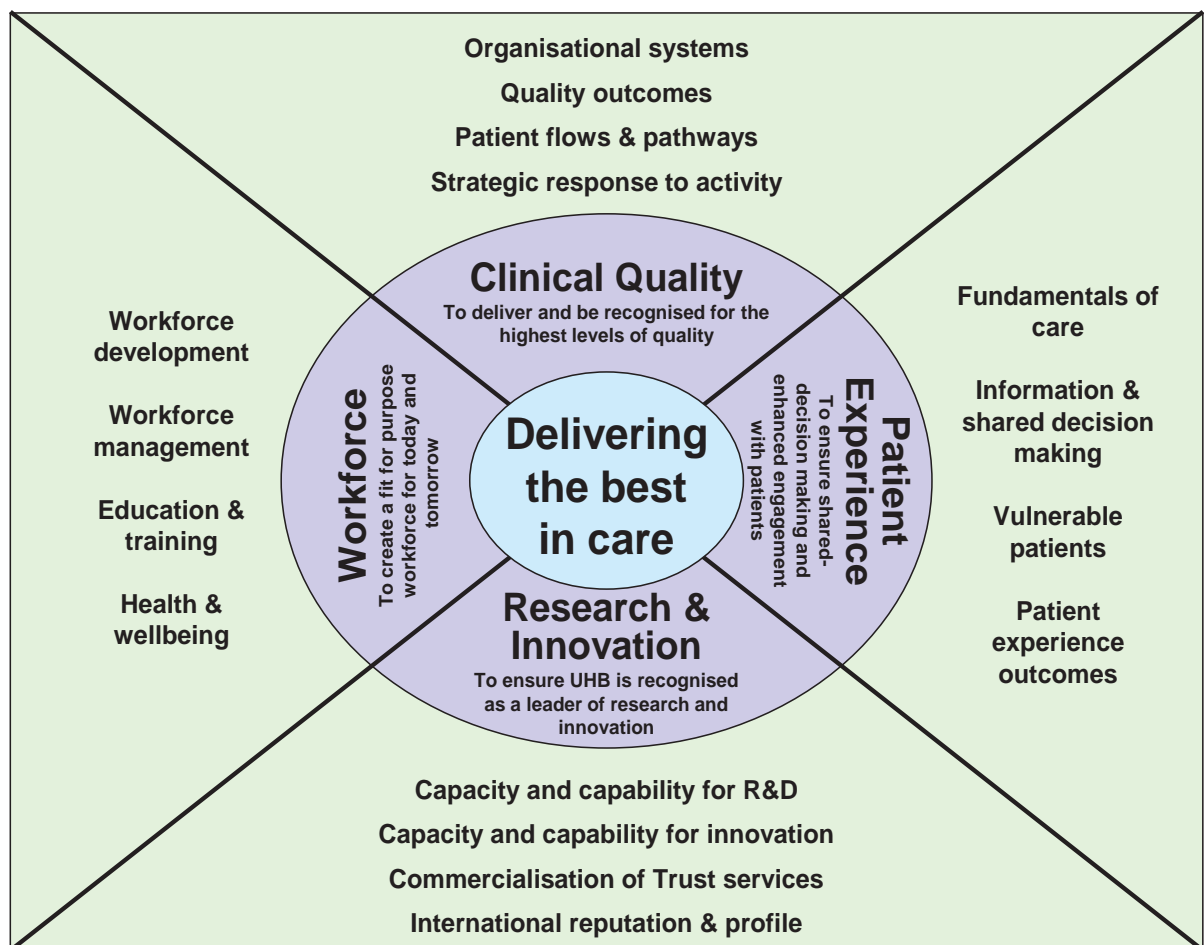 Organisational systems
Quality outcomes
Patient flows & pathways
Strategic response to activity
Clinical Quality
To deliver and be recognised for the
highest levels of quality
Workforce
development
Workforce
management
Education &
training
Health &
wellbeing
Workforce
To create a fit for purpose
workforce for today and
tomorrow
Delivering
the best
in care
Patient
Experience
To ensure shared-
decision making and
enhanced engagement
with patients
Fundamentals of
care
Information &
shared decision
making
Vulnerable
patients
Patient
experience
outcomes
Research &
Innovation
To ensure UHB is recognised
as a leader of research and
innovation
Capacity and capability for R&D
Capacity and capability for innovation
Commercialisation of Trust services
International reputation & profile